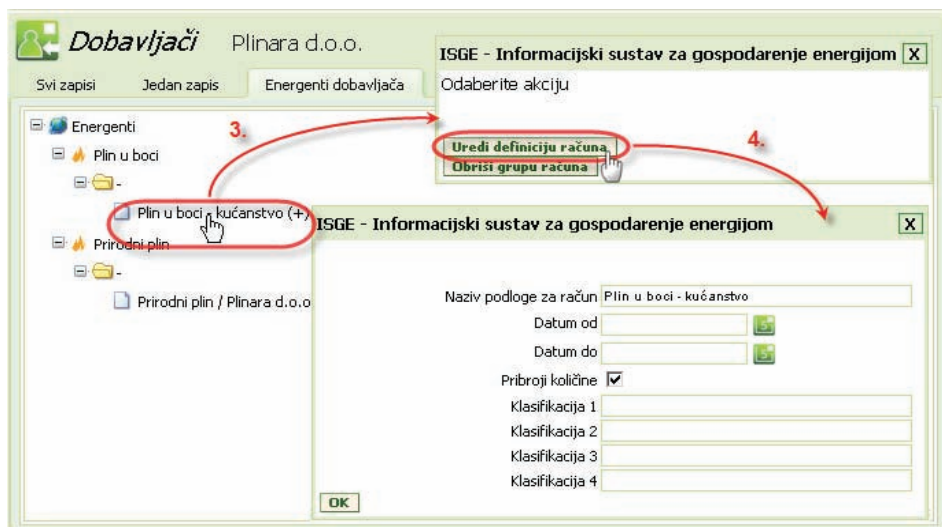 Dobavljači Plinara d.o.o.
Svi zapisi Jedan zapis Energenti dobavljača
ISGE - Informacijski sustav za gospodarenje energijom X
Odaberite akciju
Uredi definiciju računa
Obriši grupu računa
3.
4.
Energenti
Plin u boci
-
Plin u boci - kućanstvo (+)
Prirodni plin
-
Prirodni plin / Plinara d.o.o
ISGE - Informacijski sustav za gospodarenje energijom X
Naziv podloge za račun Plin u boci - kućanstvo
Datum od
Datum do
Pribroji količine
Klasifikacija 1
Klasifikacija 2
Klasifikacija 3
Klasifikacija 4
OK